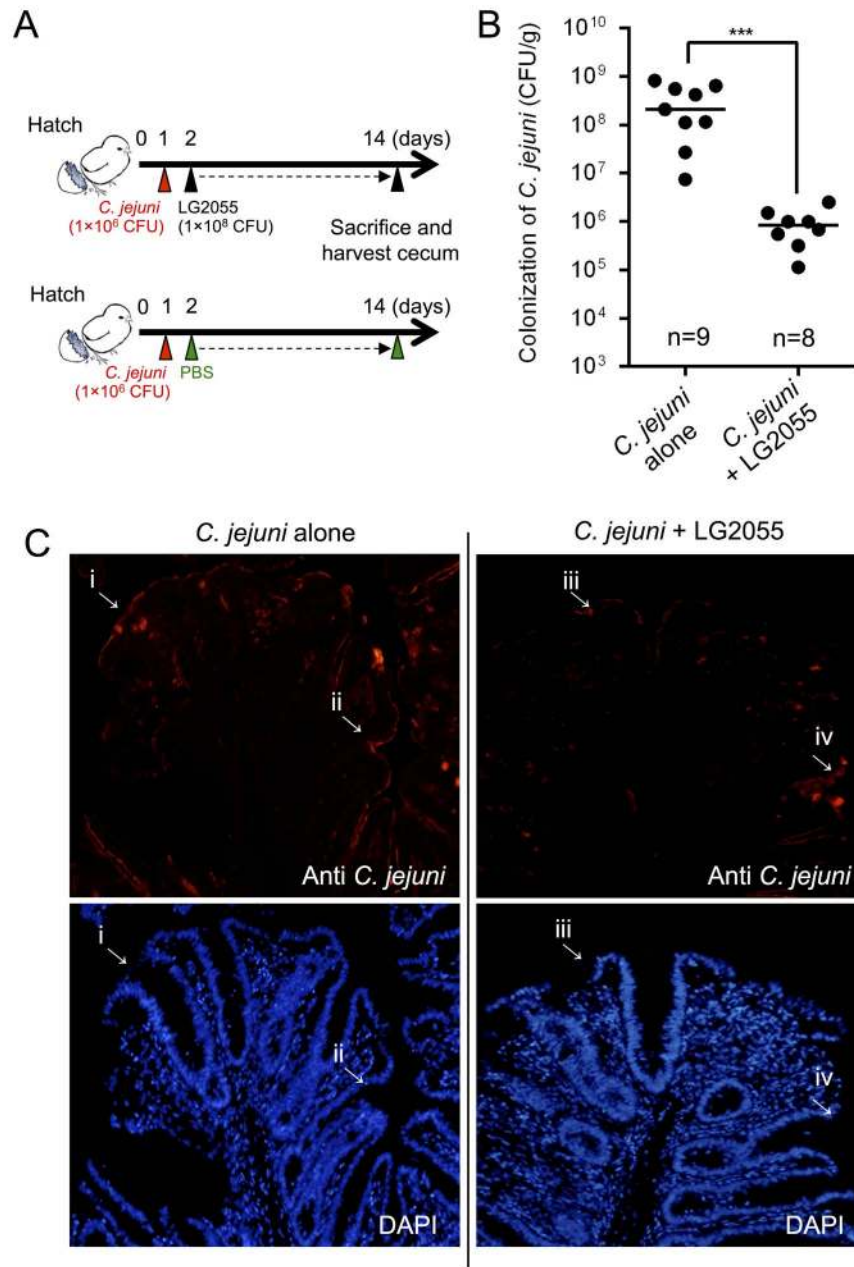 A
Hatch
0 1 2 14 (days)
C. jejuni
(1×10⁶ CFU)
LG2055
(1×10⁸ CFU)
Sacrifice and
harvest cecum
Hatch
0 1 2 14 (days)
C. jejuni
(1×10⁶ CFU)
PBS
B
Colonization of C. jejuni (CFU/g)
10¹⁰
10⁹
10⁸
10⁷
10⁶
10⁵
10⁴
10³
***
n=9
n=8
C. jejuni
alone
C. jejuni
+ LG2055
C
C. jejuni alone
C. jejuni + LG2055
i
ii
Anti C. jejuni
iii
iv
Anti C. jejuni
i
ii
DAPI
iii
iv
DAPI